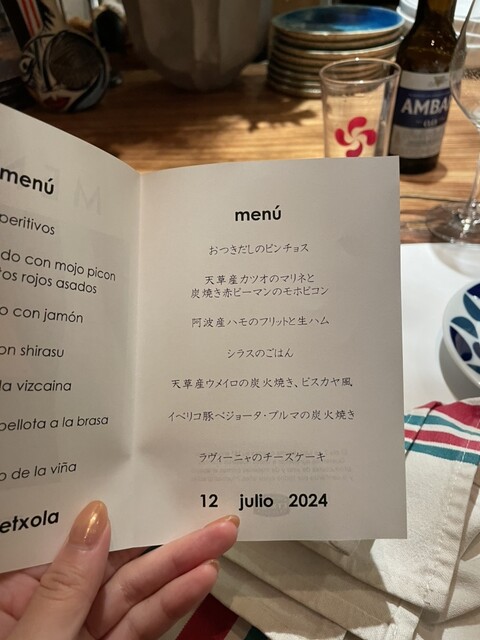 menú
peritivos
do con mojo picon
tos rojos asados
o con jamón
on shirasu
la vizcaina
pellota a la brasa
o de la viña
etxola
menú
おつきだしのピンチョス
天草産カツオのマリネと
炭焼き赤ピーマンのモホピコン
阿波産ハモのフリットと生ハム
シラスのごはん
天草産ウメイロの炭火焼き、ビスカヤ風
イベリコ豚ベジョータ・プルマの炭火焼き
ラヴィーニャのチーズケーキ
12 julio 2024
AMBA